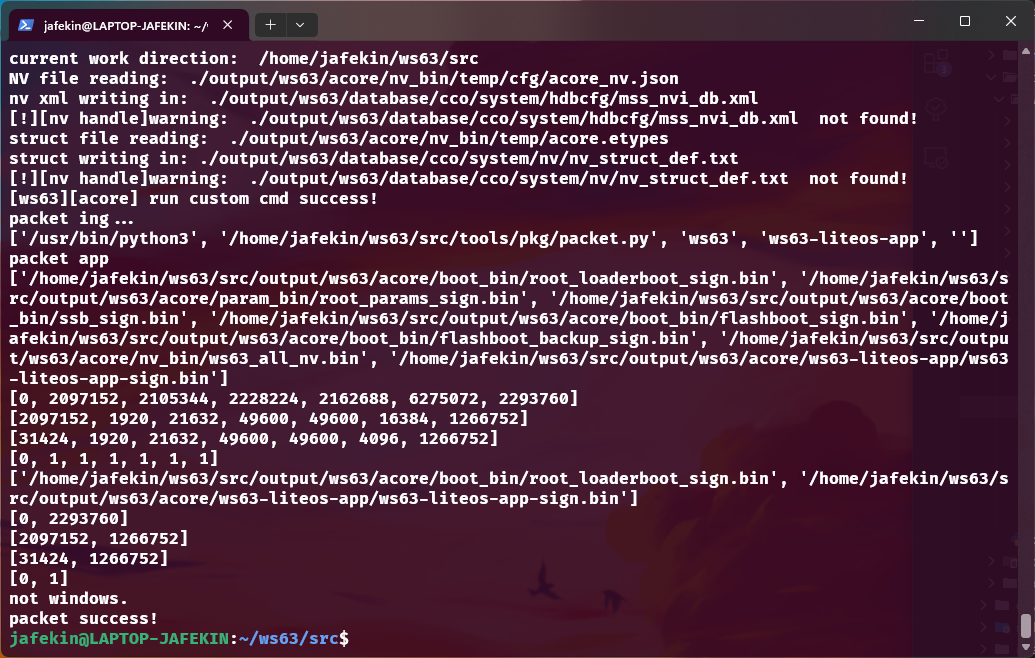 jafekin@LAPTOP-JAFEKIN: ~/
current work direction:  /home/jafekin/ws63/src
NV file reading:  ./output/ws63/acore/nv_bin/temp/cfg/acore_nv.json
nv xml writing in:  ./output/ws63/database/cco/system/hdbcfg/mss_nvi_db.xml
[!][nv handle]warning:  ./output/ws63/database/cco/system/hdbcfg/mss_nvi_db.xml  not found!
struct file reading:  ./output/ws63/acore/nv_bin/temp/acore.etypes
struct writing in: ./output/ws63/database/cco/system/nv/nv_struct_def.txt
[!][nv handle]warning:  ./output/ws63/database/cco/system/nv/nv_struct_def.txt  not found!
[ws63][acore] run custom cmd success!
packet ing...
['/usr/bin/python3', '/home/jafekin/ws63/src/tools/pkg/packet.py', 'ws63', 'ws63-liteos-app', '']
packet app
['/home/jafekin/ws63/src/output/ws63/acore/boot_bin/root_loaderboot_sign.bin', '/home/jafekin/ws63/s
rc/output/ws63/acore/param_bin/root_params_sign.bin', '/home/jafekin/ws63/src/output/ws63/acore/boot
_bin/ssb_sign.bin', '/home/jafekin/ws63/src/output/ws63/acore/boot_bin/flashboot_sign.bin', '/home/j
afekin/ws63/src/output/ws63/acore/boot_bin/flashboot_backup_sign.bin', '/home/jafekin/ws63/src/outpu
t/ws63/acore/nv_bin/ws63_all_nv.bin', '/home/jafekin/ws63/src/output/ws63/acore/ws63-liteos-app/ws63
-liteos-app-sign.bin']
[0, 2097152, 2105344, 2228224, 2162688, 6275072, 2293760]
[2097152, 1920, 21632, 49600, 49600, 16384, 1266752]
[31424, 1920, 21632, 49600, 49600, 4096, 1266752]
[0, 1, 1, 1, 1, 1, 1]
['/home/jafekin/ws63/src/output/ws63/acore/boot_bin/root_loaderboot_sign.bin', '/home/jafekin/ws63/s
rc/output/ws63/acore/ws63-liteos-app/ws63-liteos-app-sign.bin']
[0, 2293760]
[2097152, 1266752]
[31424, 1266752]
[0, 1]
not windows.
packet success!
jafekin@LAPTOP-JAFEKIN:~/ws63/src$